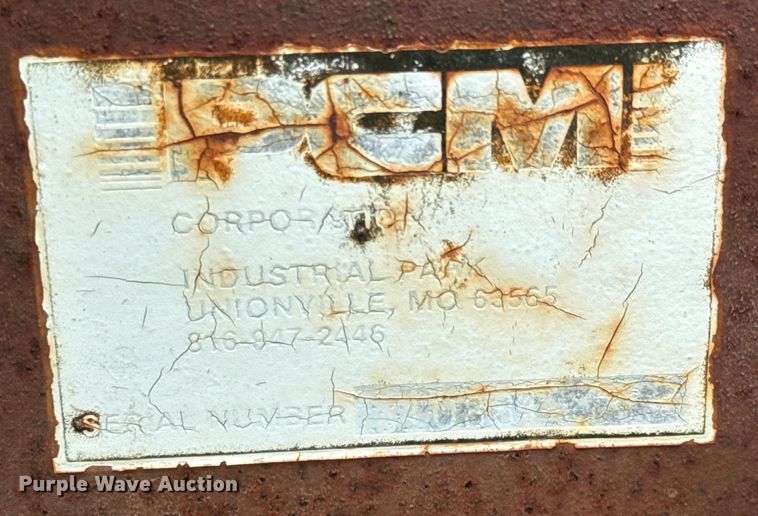 PCM
CORPORATION
INDUSTRIAL PARK
UNIONVILLE, MO 63565
816-947-2446
SERIAL NUMBER
Purple Wave Auction